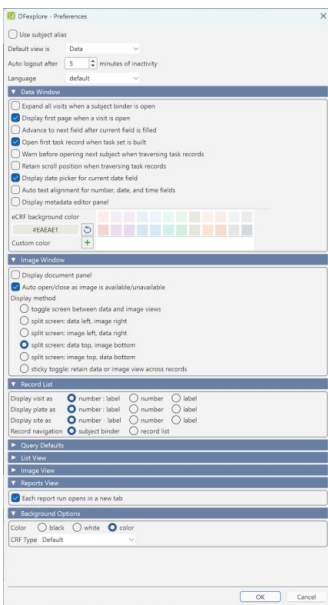 DFexplore - Preferences
Use subject alias
Default view is Data
Auto logout after 5 minutes of inactivity
Language default
Data Window
Expand all visits when a subject binder is open
Display first page when a visit is open
Advance to next field after current field is filled
Open first task record when task set is built
Warn before opening next subject when traversing task records
Retain scroll position when traversing task records
Display date picker for current date field
Auto text alignment for number, date, and time fields
Display metadata editor panel
eCRF background color
#EAEAE1
Custom color +
Image Window
Display document panel
Auto open/close as image is available/unavailable
Display method
toggle screen between data and image views
split screen: data left, image right
split screen: image left, data right
split screen: data top, image bottom
split screen: image top, data bottom
sticky toggle: retain data or image view across records
Record List
Display visit as number : label number label
Display plate as number : label number label
Display site as number : label number label
Record navigation subject binder record list
Query Defaults
List View
Image View
Reports View
Each report run opens in a new tab
Background Options
Color black white color
CRF Type Default
OK Cancel